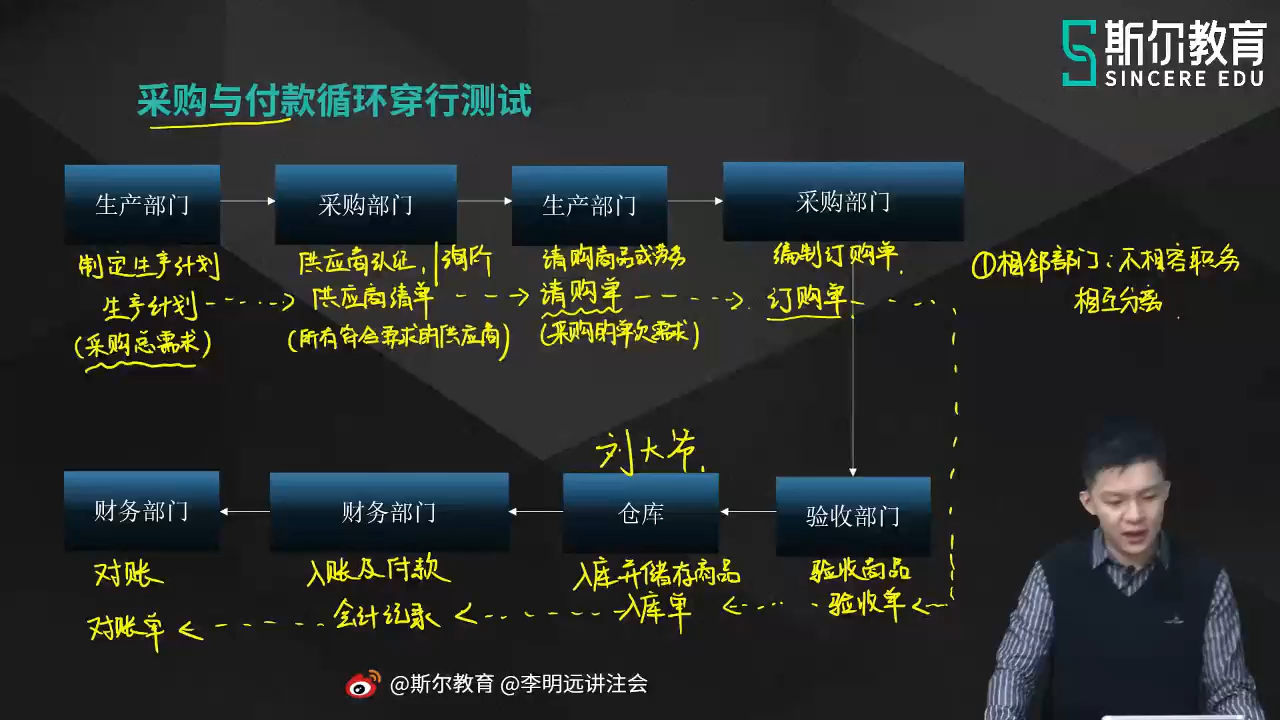 斯尔教育
SINCERE EDU
采购与付款循环穿行测试
生产部门
采购部门
生产部门
采购部门
制定生产计划
供应商认证,询价
请购商品或劳务
编制订购单
①相邻部门:不相容职务
相互分离
生产计划
供应商清单
请购单
订购单
(采购总需求)
(所有符合要求的供应商)
(采购的单次需求)
刘大爷
财务部门
财务部门
仓库
验收部门
对账
入账及付款
入库并储存商品
验收商品
对账单
会计记录
入库单
验收单
@斯尔教育 @李明远讲注会